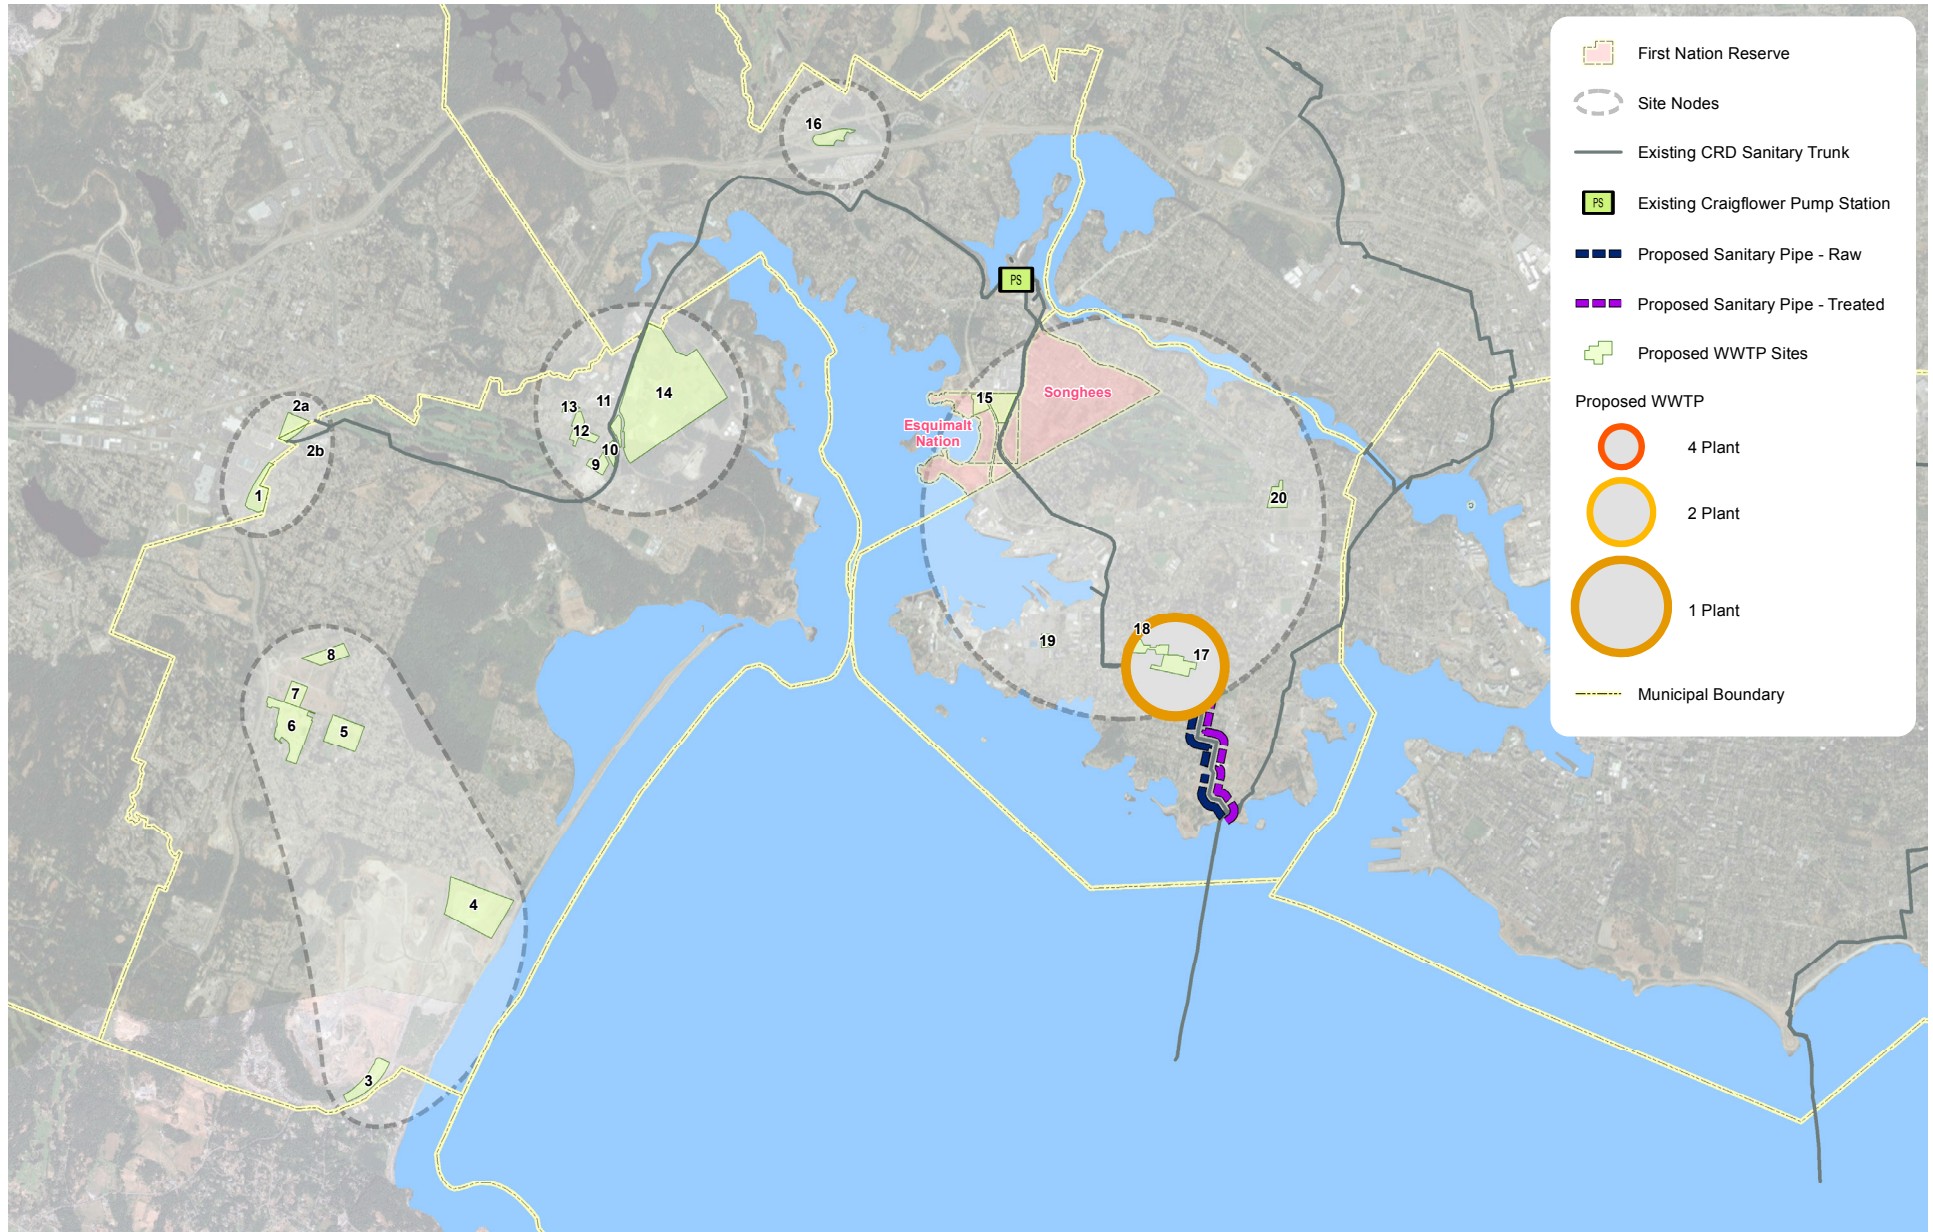 16
PS
14
11
13
12
10
9
2a
2b
1
15
Songhees
Esquimalt
Nation
20
18
17
19
8
7
6
5
4
3
First Nation Reserve
Site Nodes
Existing CRD Sanitary Trunk
PS Existing Craigflower Pump Station
Proposed Sanitary Pipe - Raw
Proposed Sanitary Pipe - Treated
Proposed WWTP Sites
Proposed WWTP
4 Plant
2 Plant
1 Plant
Municipal Boundary